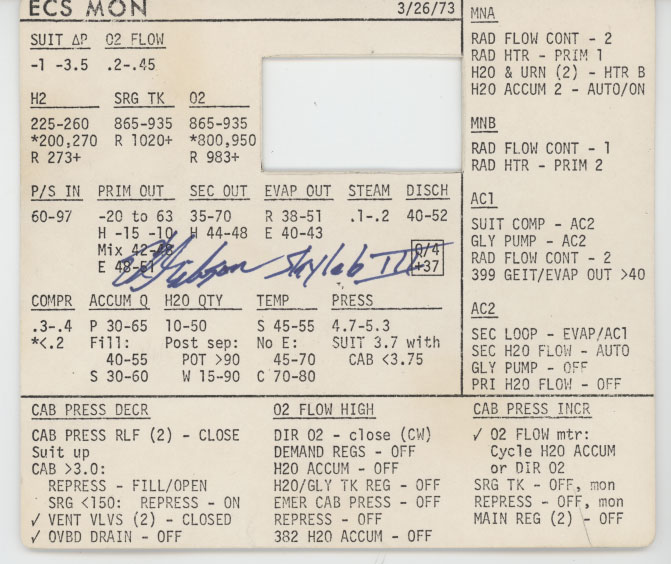 ECS MON 3/26/73
SUIT ΔP O2 FLOW
-1 -3.5 .2-.45
H2 SRG TK O2
225-260 865-935 865-935
*200,270 R 1020+ *800,950
R 273+ R 983+
P/S IN PRIM OUT SEC OUT EVAP OUT STEAM DISCH
60-97 -20 to 63 35-70 R 38-51 .1-.2 40-52
H -15 -10 H 44-48 E 40-43
Mix 42-48 0/4
E 48-51 +37
Gibson Skylab III
COMPR ACCUM Q H2O QTY TEMP PRESS
.3-.4 P 30-65 10-50 S 45-55 4.7-5.3
*<.2 Fill: Post sep: No E: SUIT 3.7 with
40-55 POT >90 45-70 CAB <3.75
S 30-60 W 15-90 C 70-80
MNA
RAD FLOW CONT - 2
RAD HTR - PRIM 1
H2O & URN (2) - HTR B
H2O ACCUM 2 - AUTO/ON
MNB
RAD FLOW CONT - 1
RAD HTR - PRIM 2
AC1
SUIT COMP - AC2
GLY PUMP - AC2
RAD FLOW CONT - 2
399 GEIT/EVAP OUT >40
AC2
SEC LOOP - EVAP/AC1
SEC H2O FLOW - AUTO
GLY PUMP - OFF
PRI H2O FLOW - OFF
CAB PRESS DECR
CAB PRESS RLF (2) - CLOSE
Suit up
CAB >3.0:
REPRESS - FILL/OPEN
SRG <150: REPRESS - ON
✓ VENT VLVS (2) - CLOSED
✓ OVBD DRAIN - OFF
O2 FLOW HIGH
DIR O2 - close (CW)
DEMAND REGS - OFF
H2O ACCUM - OFF
H2O/GLY TK REG - OFF
EMER CAB PRESS - OFF
REPRESS - OFF
382 H2O ACCUM - OFF
CAB PRESS INCR
✓ O2 FLOW mtr:
Cycle H2O ACCUM
or DIR O2
SRG TK - OFF, mon
REPRESS - OFF, mon
MAIN REG (2) - OFF